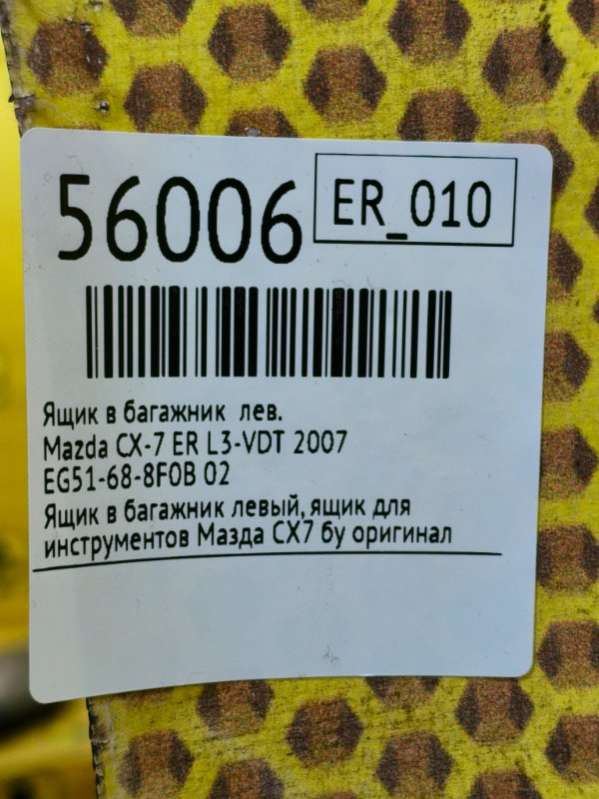 56006
ER_010
Ящик в багажник лев.
Mazda CX-7 ER L3-VDT 2007
EG51-68-8F0B 02
Ящик в багажник левый, ящик для
инструментов Мазда СХ7 бу оригинал